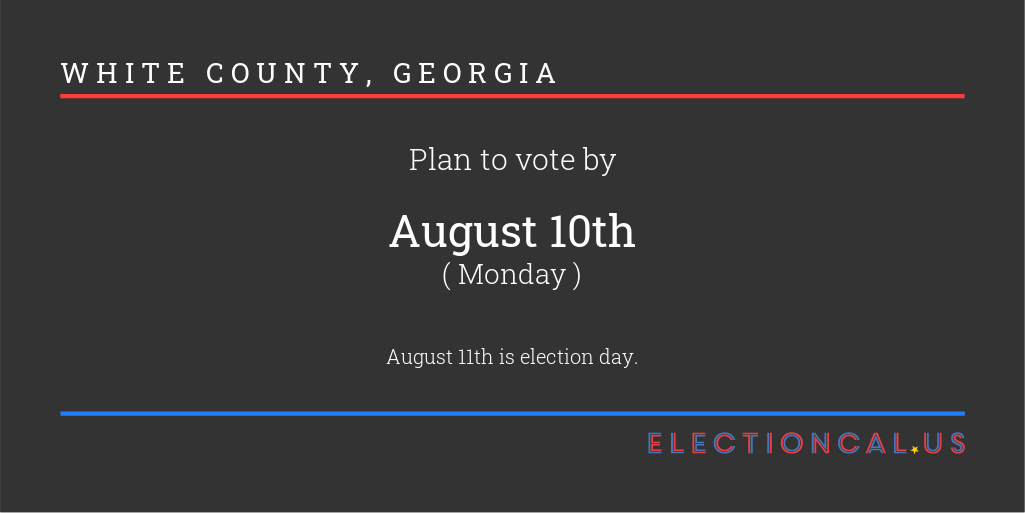 WHITE COUNTY, GEORGIA
Plan to vote by
August 10th
( Monday )
August 11th is election day.
ELECTIONCAL.US